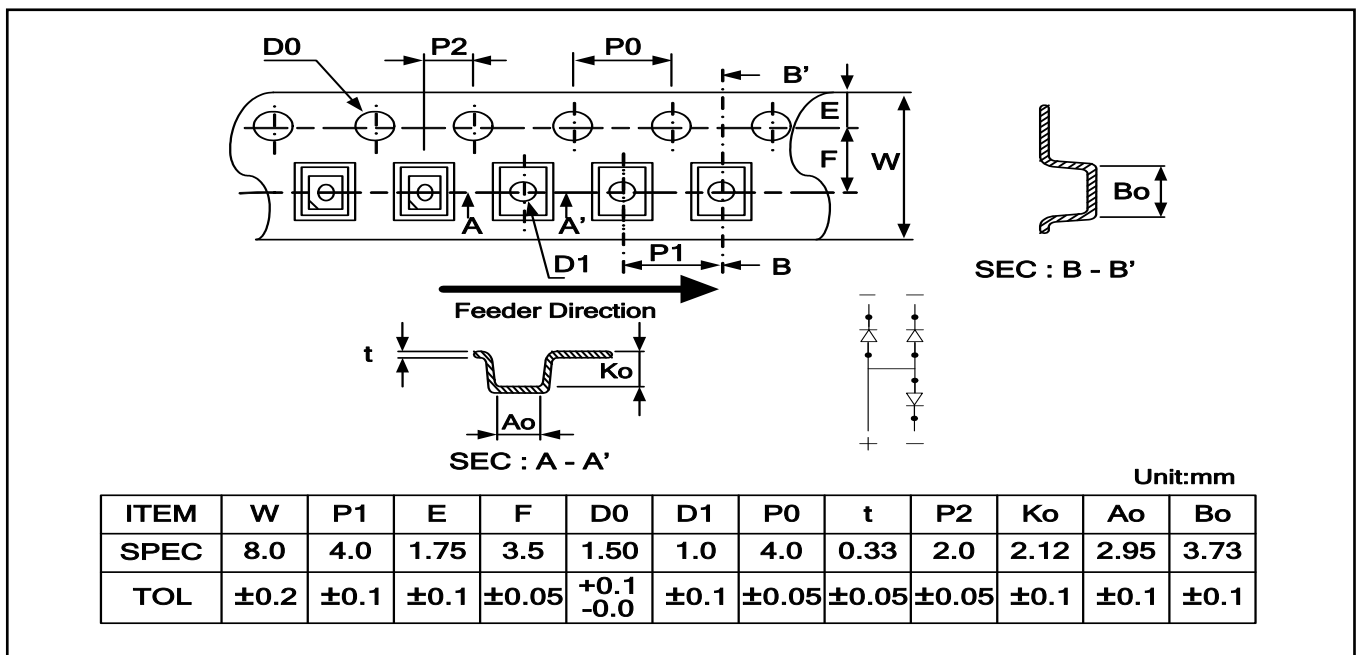 D0 P2 P0 B’
E
F W
A A’
Bo
D1 P1 B
SEC : B - B’
Feeder Direction
t Ko
Ao
SEC : A - A’
− −
+ −
Unit:mm
ITEM W P1 E F D0 D1 P0 t P2 Ko Ao Bo
SPEC 8.0 4.0 1.75 3.5 1.50 1.0 4.0 0.33 2.0 2.12 2.95 3.73
TOL ±0.2 ±0.1 ±0.1 ±0.05 +0.1 -0.0 ±0.1 ±0.05 ±0.05 ±0.05 ±0.1 ±0.1 ±0.1